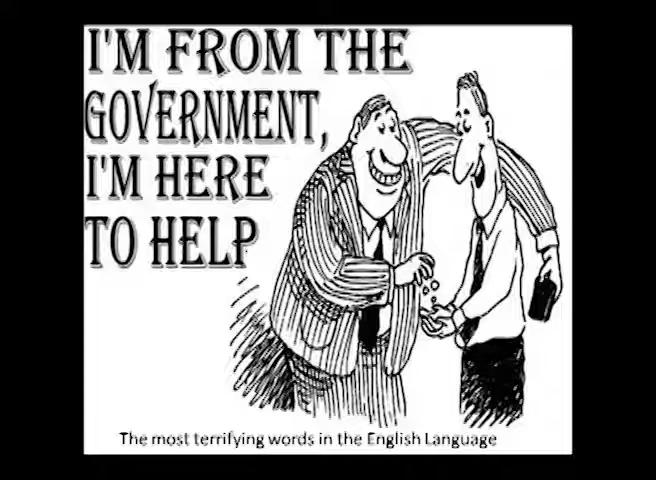 I'M FROM THE
GOVERNMENT,
I'M HERE
TO HELP
The most terrifying words in the English Language